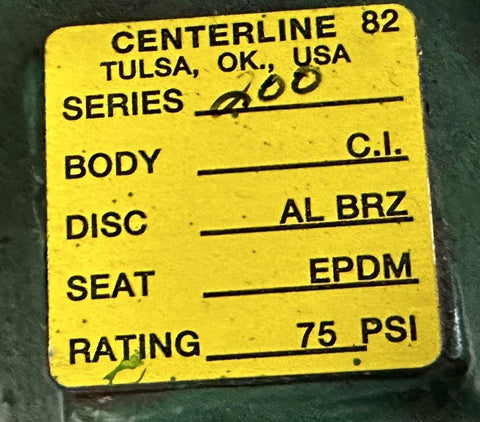 CENTERLINE 82
TULSA, OK., USA
SERIES 200
BODY C.I.
DISC AL BRZ
SEAT EPDM
RATING 75 PSI